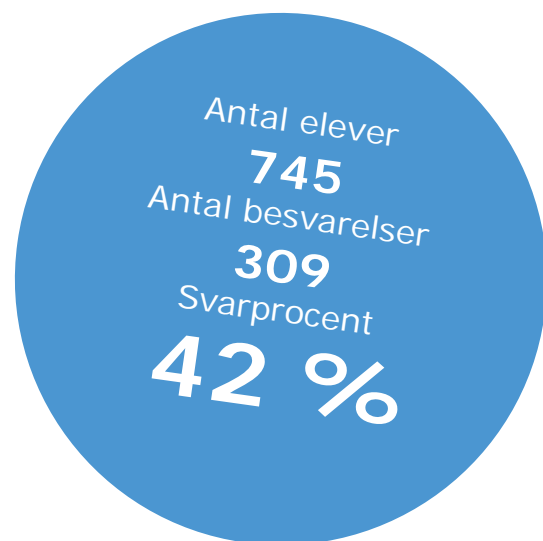 Antal elever
745
Antal besvarelser
309
Svarprocent
42 %